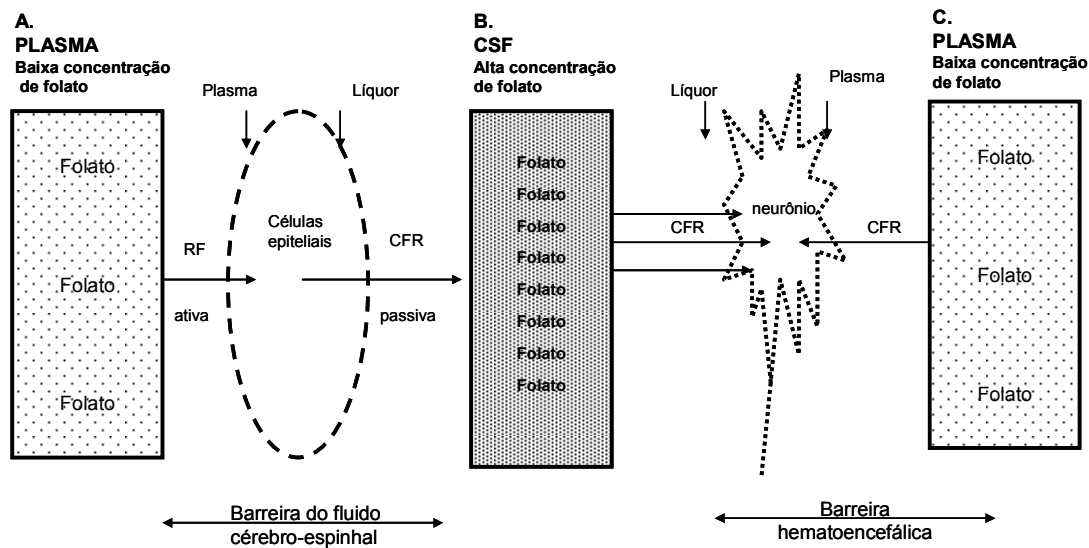 A.
PLASMA
Baixa concentração
de folato
Folato
Folato
Folato
Plasma
Líquor
Células
epiteliais
RF
ativa
CFR
passiva
B.
CSF
Alta concentração
de folato
Folato
Folato
Folato
Folato
Folato
Folato
Folato
Folato
Líquor
Plasma
neurônio
CFR
CFR
C.
PLASMA
Baixa concentração
de folato
Folato
Folato
Folato
Barreira do fluido
cérebro-espinhal
Barreira
hematoencefálica